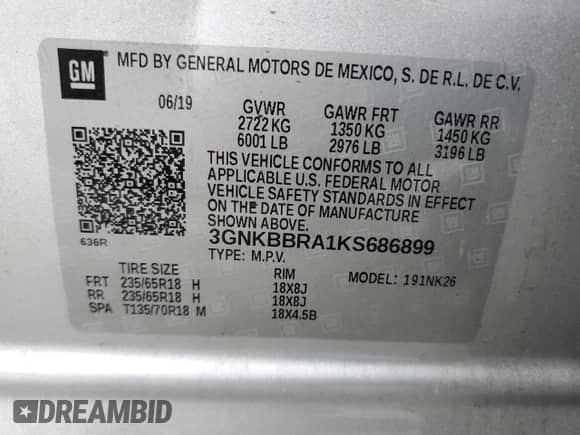 GM
MFD BY GENERAL MOTORS DE MEXICO, S. DE R.L. DE C.V.
06/19 GVWR GAWR FRT GAWR RR
2722 KG 1350 KG 1450 KG
6001 LB 2976 LB 3196 LB
THIS VEHICLE CONFORMS TO ALL
APPLICABLE U.S. FEDERAL MOTOR
VEHICLE SAFETY STANDARDS IN EFFECT
ON THE DATE OF MANUFACTURE
SHOWN ABOVE.
636R 3GNKBBRA1KS686899
TYPE: M.P.V. MODEL: 191NK26
TIRE SIZE RIM
FRT 235/65R18 H 18X8J
RR 235/65R18 H 18X8J
SPA T135/70R18 M 18X4.5B
DREAMBID